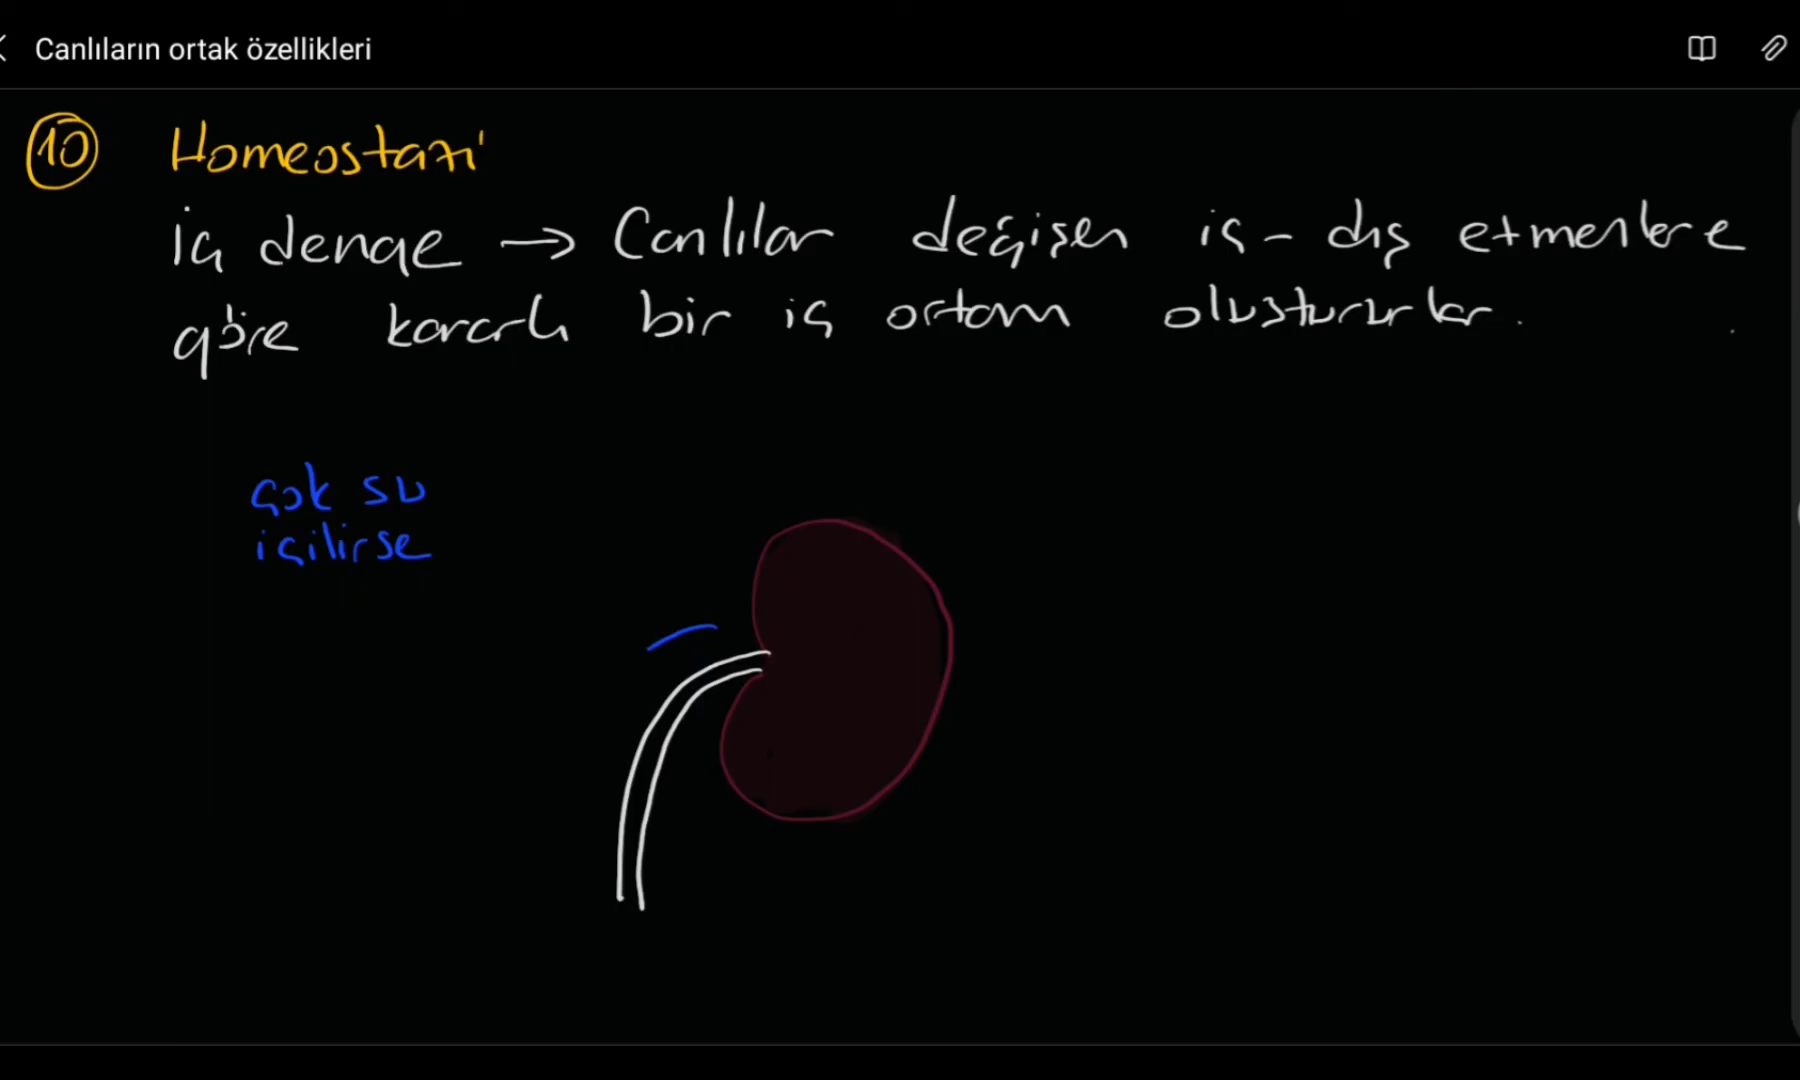 Canlıların ortak özellikleri
10 Homeostazi
iç denge → Canlılar değişen iç - dış etmenlere
göre kararlı bir iç ortam oluştururlar.
çok su
içilirse